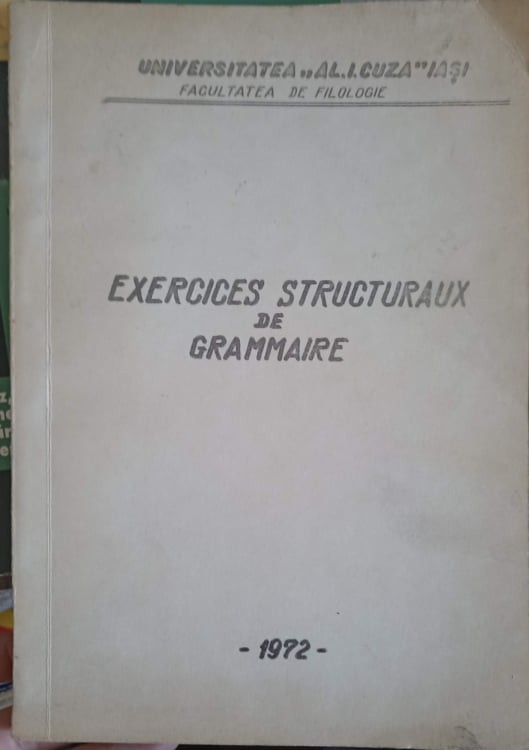 UNIVERSITATEA „AL.I.CUZA" IAŞI
FACULTATEA DE FILOLOGIE
EXERCICES STRUCTURAUX
DE
GRAMMAIRE
- 1972 -